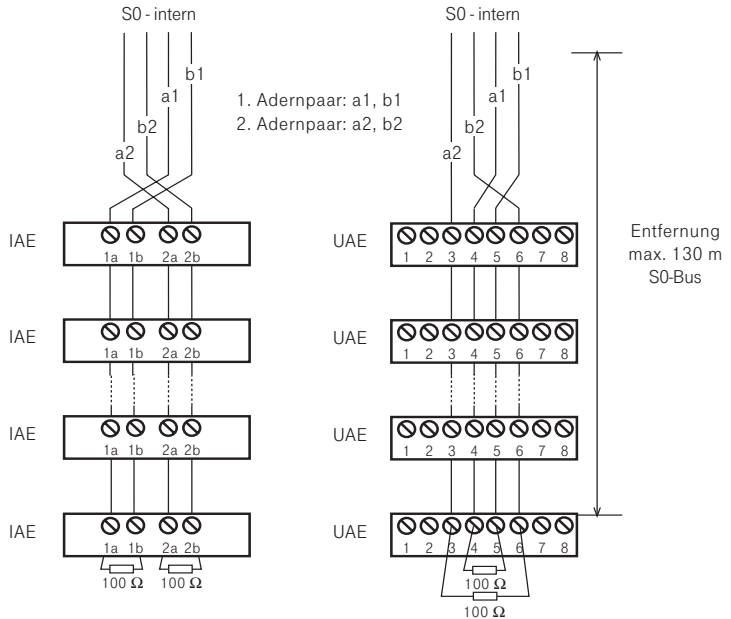 S0 - intern
S0 - intern
b1
a1
b2
a2
1. Adernpaar: a1, b1
2. Adernpaar: a2, b2
b1
a1
b2
a2
Entfernung
max. 130 m
S0-Bus
IAE
1a 1b 2a 2b
UAE
1 2 3 4 5 6 7 8
IAE
1a 1b 2a 2b
UAE
1 2 3 4 5 6 7 8
IAE
1a 1b 2a 2b
UAE
1 2 3 4 5 6 7 8
IAE
1a 1b 2a 2b
100 Ω
100 Ω
UAE
1 2 3 4 5 6 7 8
100 Ω
100 Ω